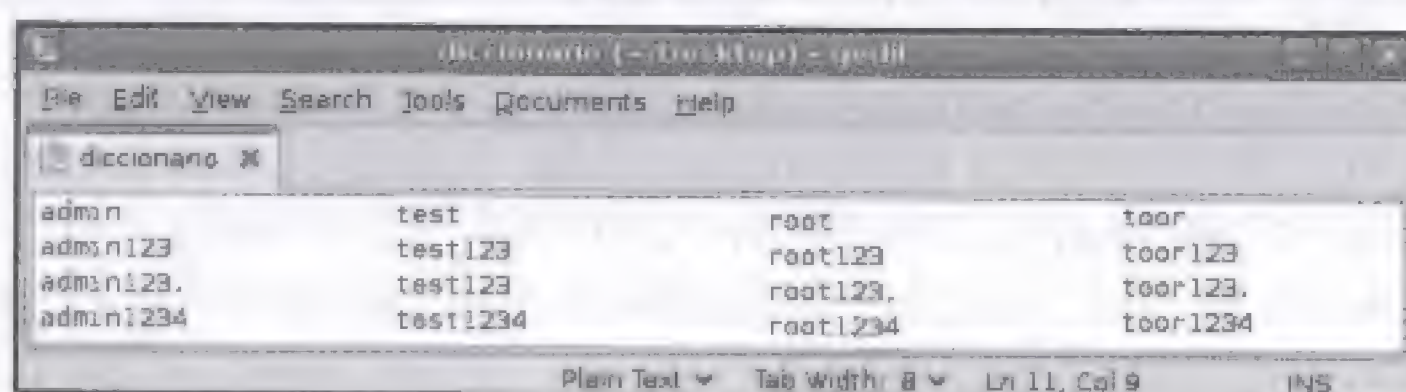 diccionario (~/Desktop) - gedit
File Edit View Search Tools Documents Help
diccionario ✖
admin test root toor
admin123 test123 root123 toor123
admin123. test123 root123. toor123.
admin1234 test1234 root1234 toor1234
Plain Text Tab Width: 8 Ln 11, Col 9 INS